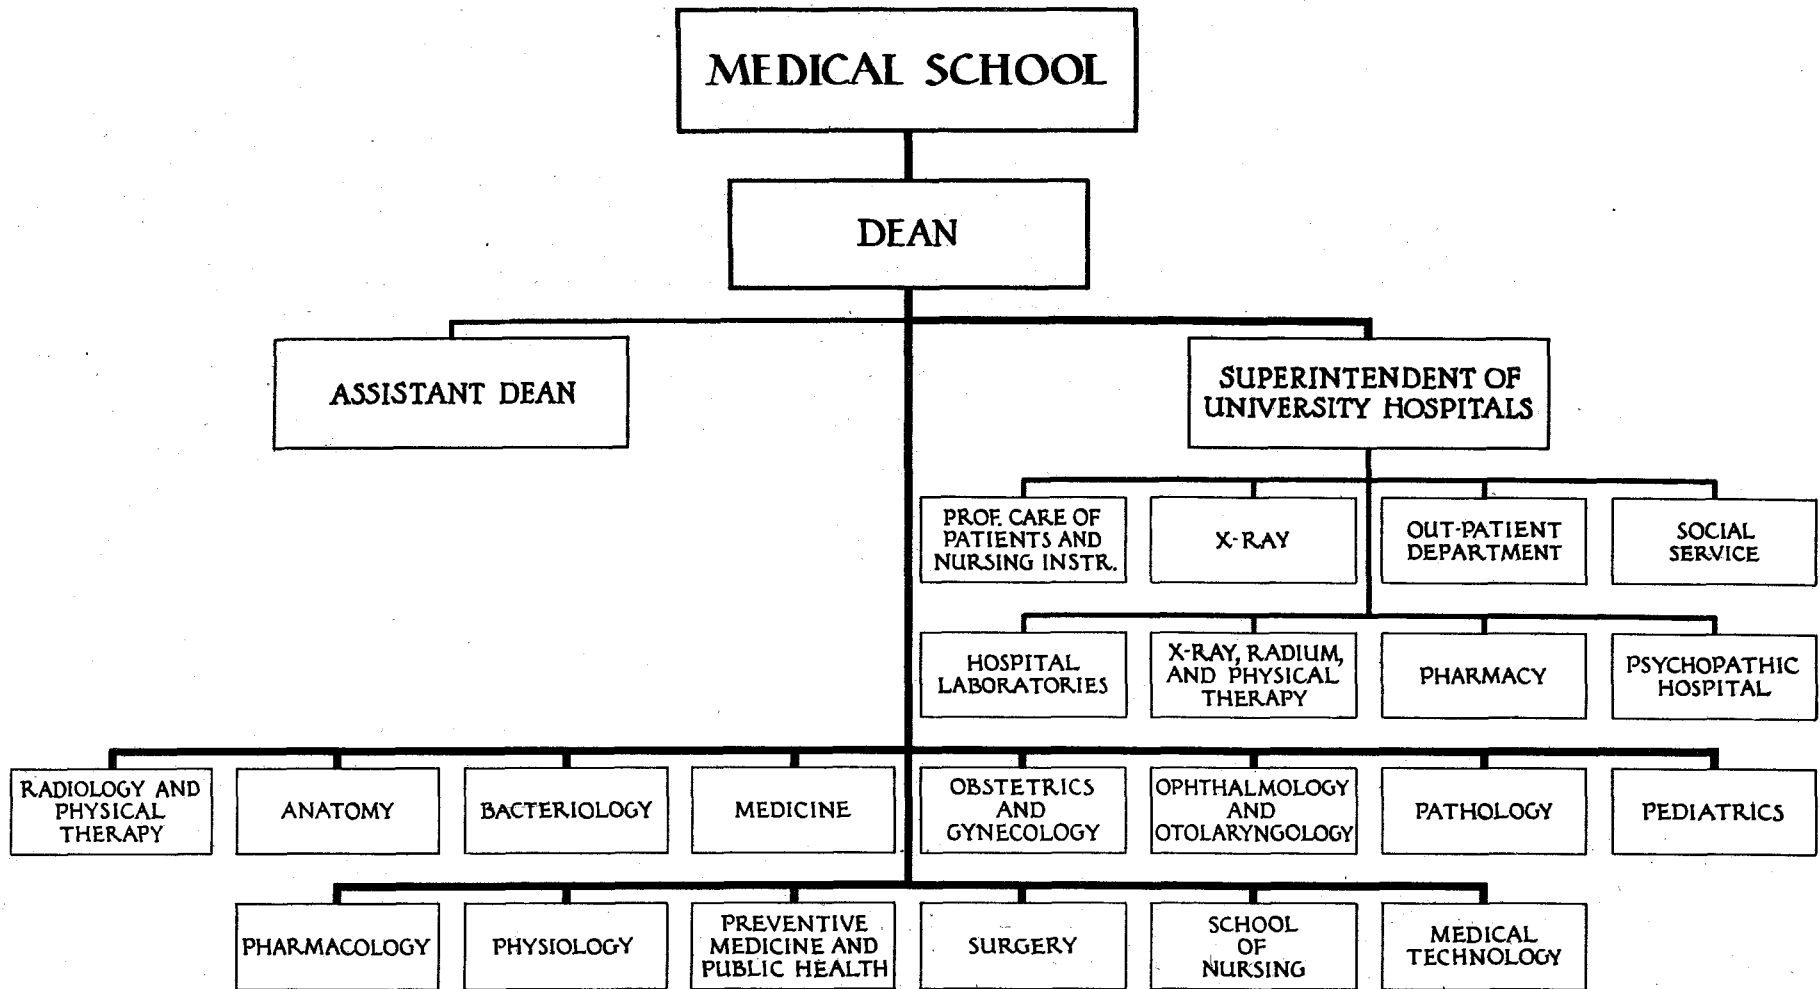 MEDICAL SCHOOL
DEAN
ASSISTANT DEAN
SUPERINTENDENT OF
UNIVERSITY HOSPITALS
PROF. CARE OF
PATIENTS AND
NURSING INSTR.
X-RAY
OUT-PATIENT
DEPARTMENT
SOCIAL
SERVICE
HOSPITAL
LABORATORIES
X-RAY, RADIUM,
AND PHYSICAL
THERAPY
PHARMACY
PSYCHOPATHIC
HOSPITAL
RADIOLOGY AND
PHYSICAL
THERAPY
ANATOMY
BACTERIOLOGY
MEDICINE
OBSTETRICS
AND
GYNECOLOGY
OPHTHALMOLOGY
AND
OTOLARYNGOLOGY
PATHOLOGY
PEDIATRICS
PHARMACOLOGY
PHYSIOLOGY
PREVENTIVE
MEDICINE AND
PUBLIC HEALTH
SURGERY
SCHOOL
OF
NURSING
MEDICAL
TECHNOLOGY